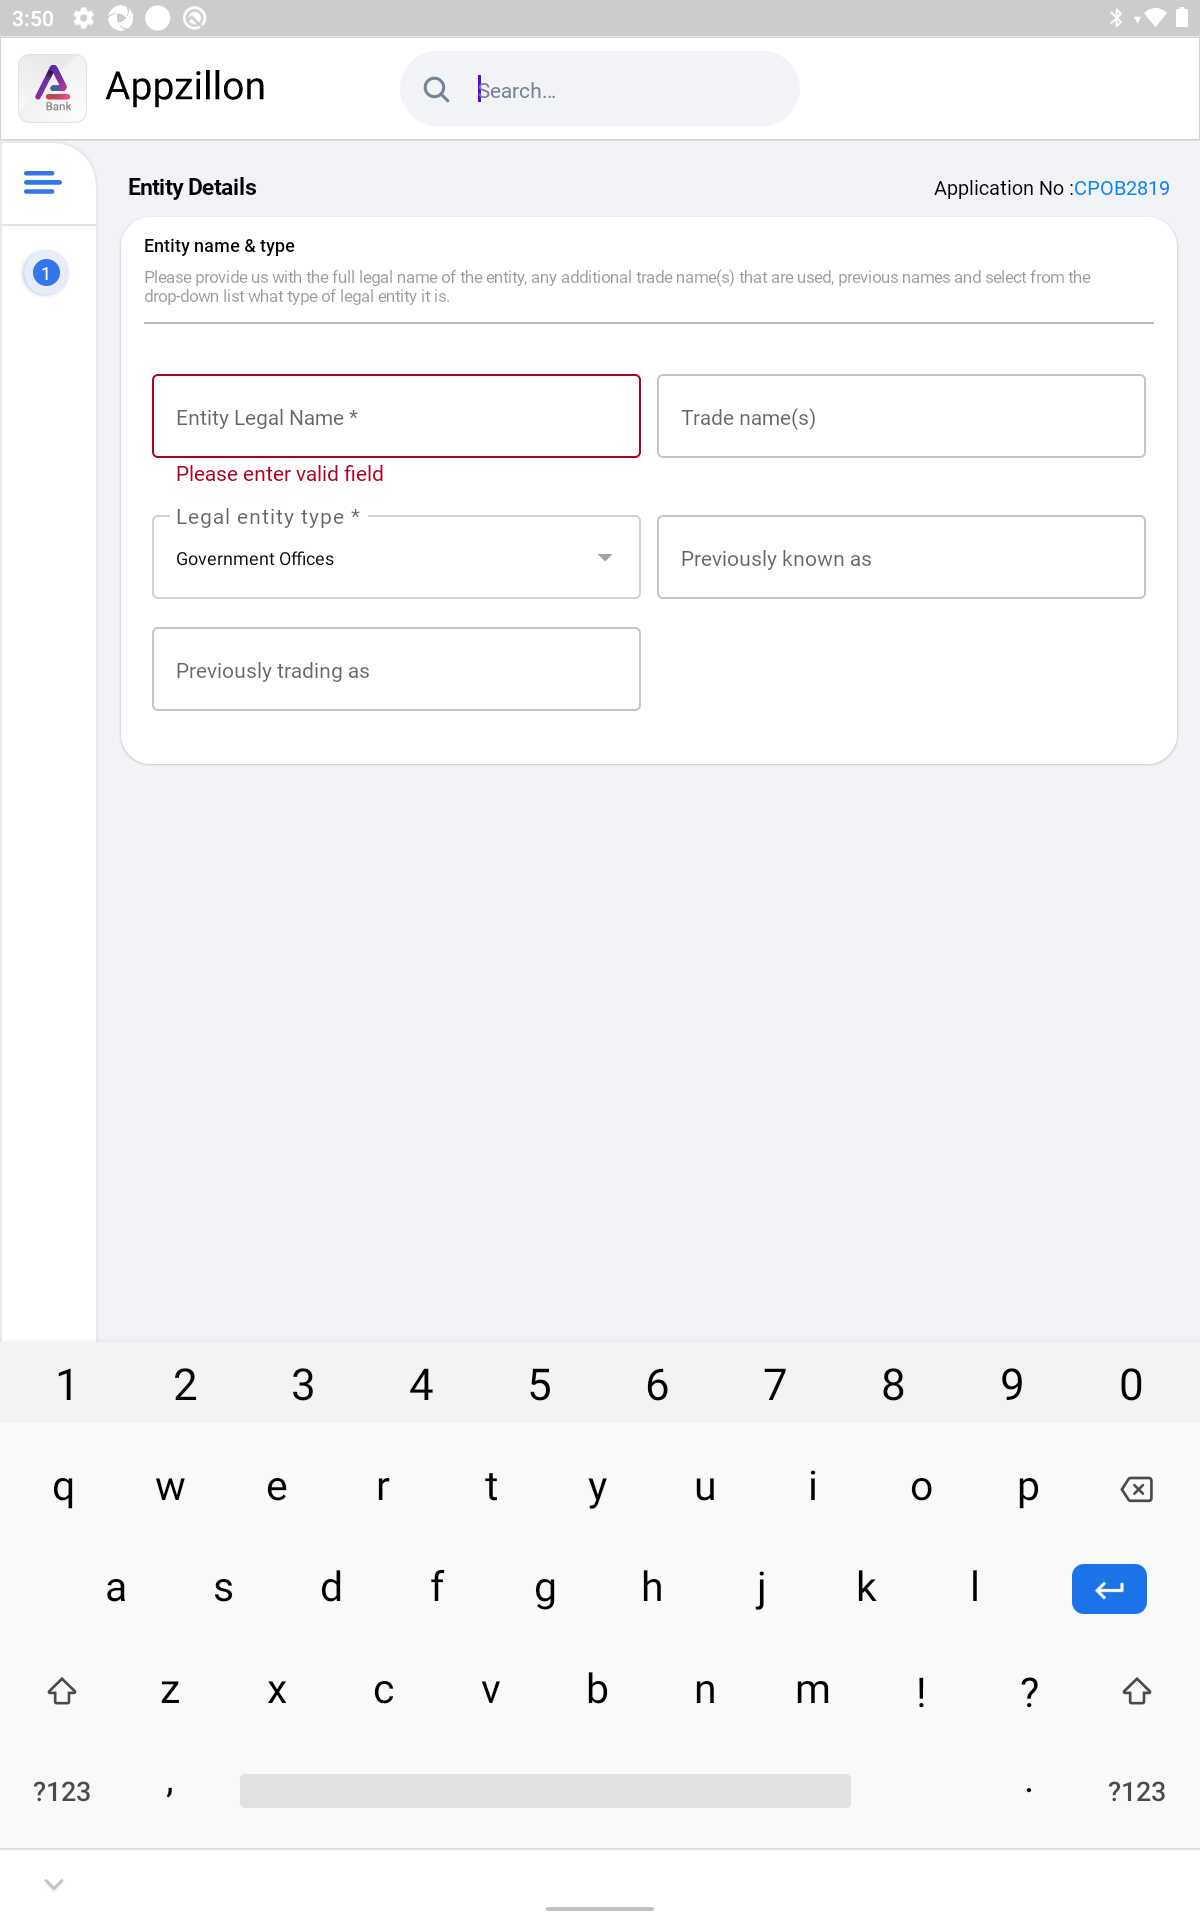 3:50
Bank
Appzillon
Search...
Entity Details
Application No :CPOB2819
1
Entity name & type
Please provide us with the full legal name of the entity, any additional trade name(s) that are used, previous names and select from the
drop-down list what type of legal entity it is.
Entity Legal Name *
Trade name(s)
Please enter valid field
Legal entity type *
Government Offices
Previously known as
Previously trading as
1 2 3 4 5 6 7 8 9 0
q w e r t y u i o p
a s d f g h j k l
z x c v b n m ! ?
?123 , . ?123